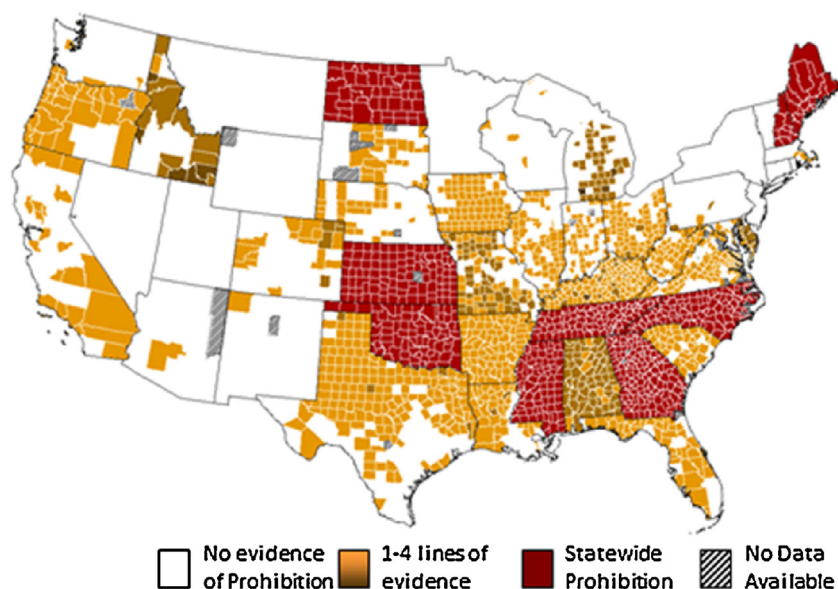 No evidence
of Prohibition
1-4 lines of
evidence
Statewide
Prohibition
No Data
Available